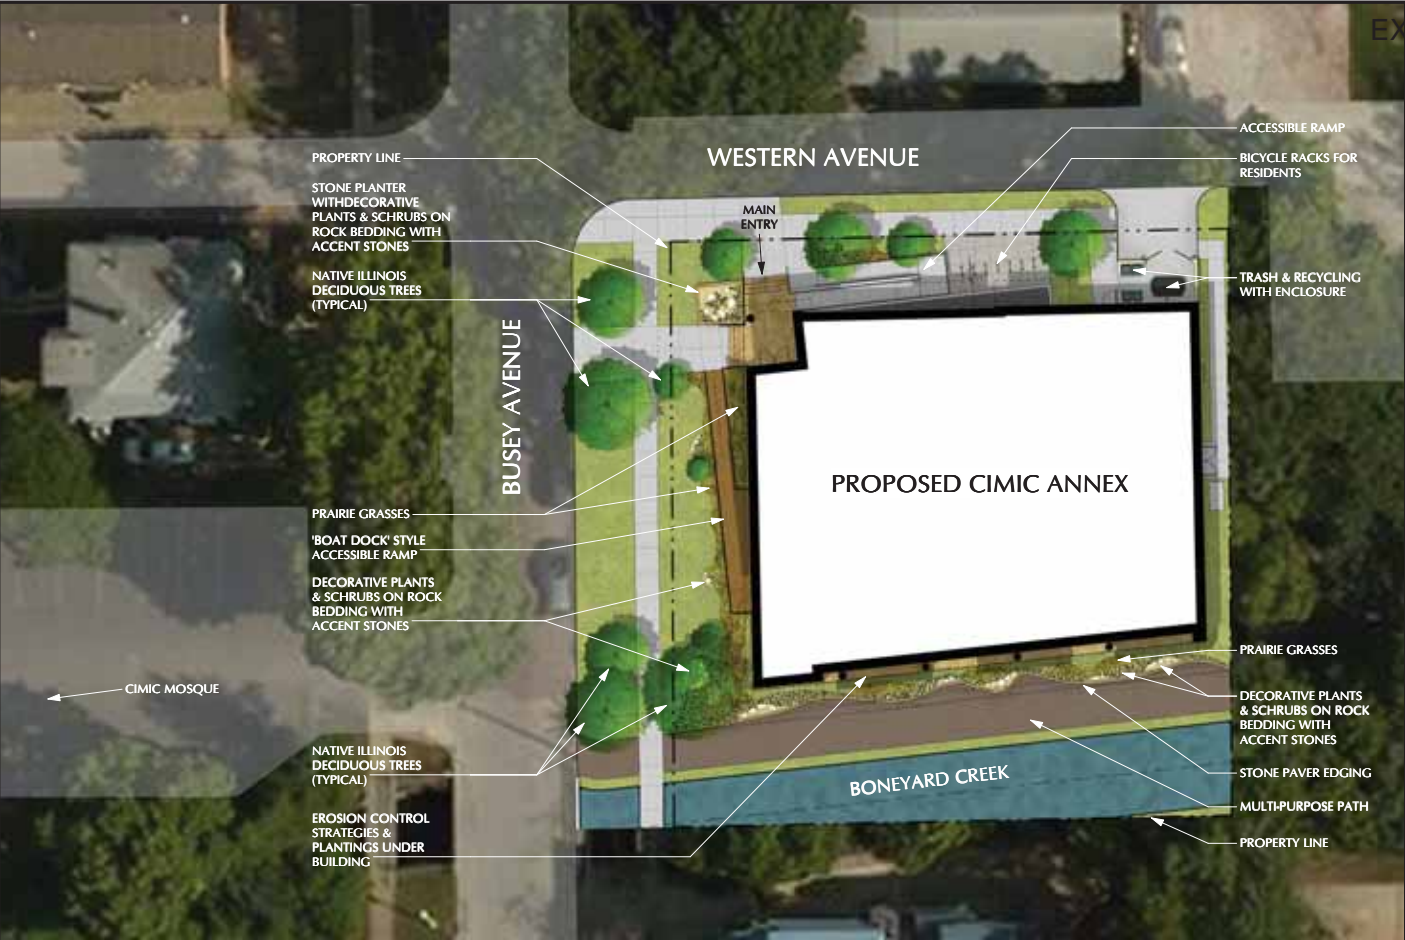 EX
WESTERN AVENUE
ACCESSIBLE RAMP
PROPERTY LINE
BICYCLE RACKS FOR
RESIDENTS
STONE PLANTER
WITHDECORATIVE
PLANTS & SCHRUBS ON
ROCK BEDDING WITH
ACCENT STONES
MAIN
ENTRY
NATIVE ILLINOIS
DECIDUOUS TREES
(TYPICAL)
TRASH & RECYCLING
WITH ENCLOSURE
BUSEY AVENUE
PROPOSED CIMIC ANNEX
PRAIRIE GRASSES
'BOAT DOCK' STYLE
ACCESSIBLE RAMP
DECORATIVE PLANTS
& SCHRUBS ON ROCK
BEDDING WITH
ACCENT STONES
PRAIRIE GRASSES
CIMIC MOSQUE
DECORATIVE PLANTS
& SCHRUBS ON ROCK
BEDDING WITH
ACCENT STONES
NATIVE ILLINOIS
DECIDUOUS TREES
(TYPICAL)
STONE PAVER EDGING
BONEYARD CREEK
MULTI-PURPOSE PATH
EROSION CONTROL
STRATEGIES &
PLANTINGS UNDER
BUILDING
PROPERTY LINE